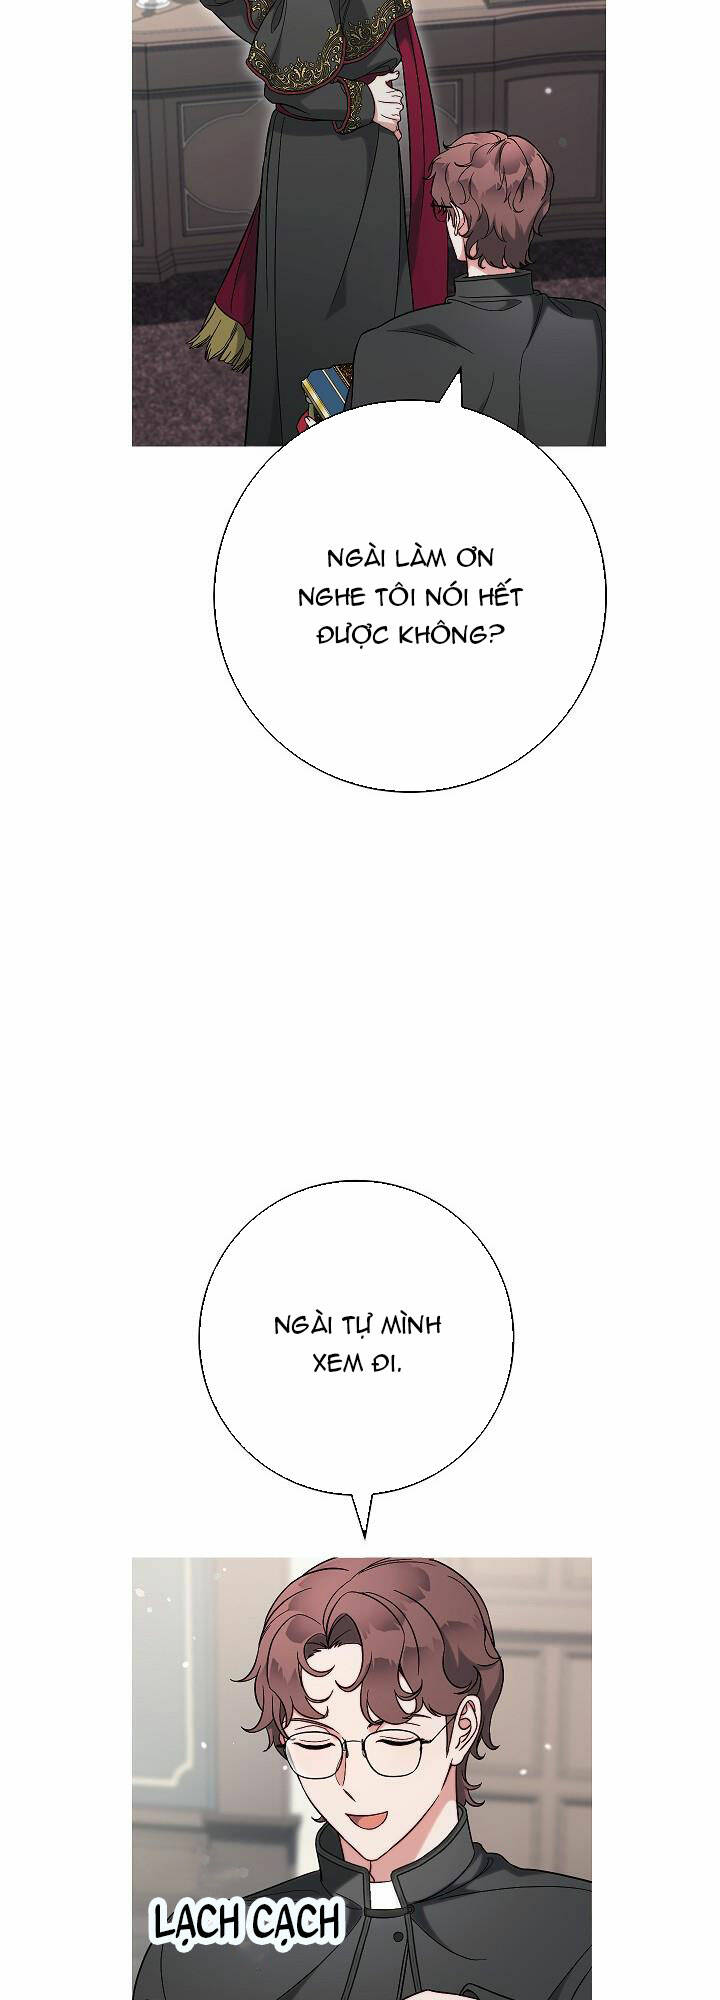 NGÀI LÀM ƠN
NGHE TÔI NÓI HẾT
ĐƯỢC KHÔNG?
NGÀI TỰ MÌNH
XEM ĐI.
LẠCH CẠCH